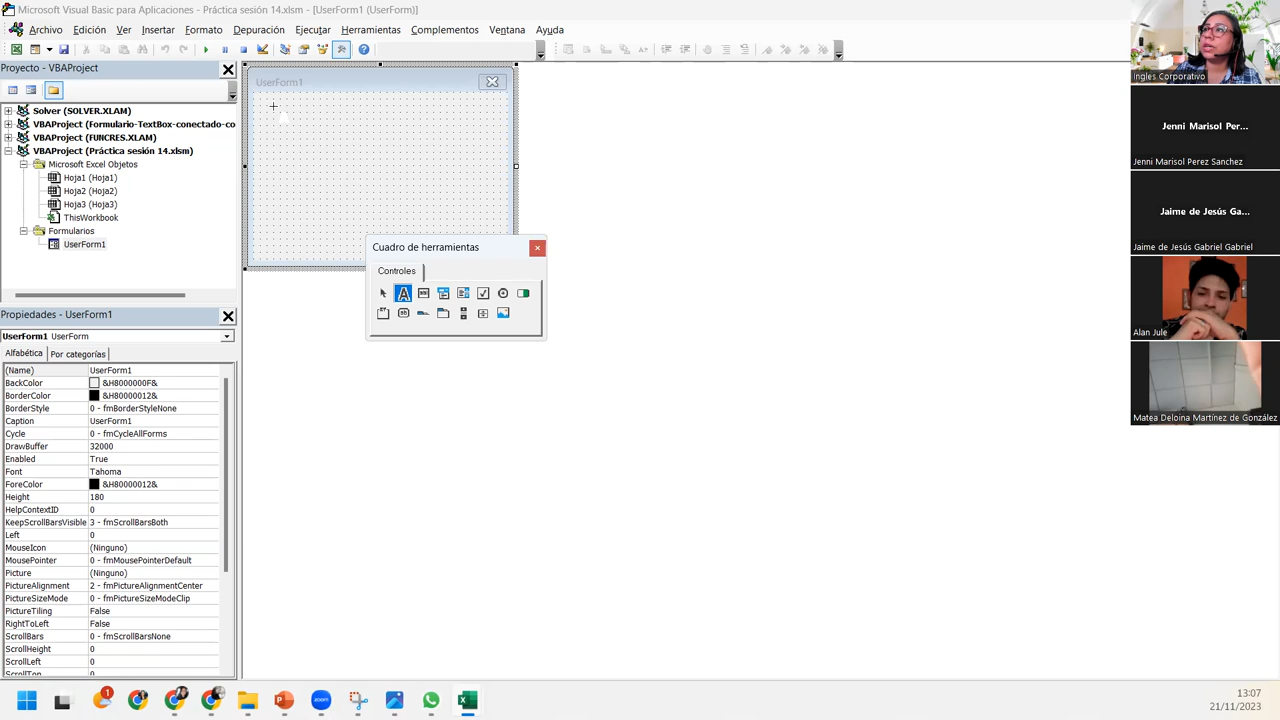 Microsoft Visual Basic para Aplicaciones - Práctica sesión 14.xlsm - [UserForm1 (UserForm)]
Archivo Edición Ver Insertar Formato Depuración Ejecutar Herramientas Complementos Ventana Ayuda
Proyecto - VBAProject
Solver (SOLVER.XLAM)
VBAProject (Formulario-TextBox-conectado-co
VBAProject (FUNCRES.XLAM)
VBAProject (Práctica sesión 14.xlsm)
Microsoft Excel Objetos
Hoja1 (Hoja1)
Hoja2 (Hoja2)
Hoja3 (Hoja3)
ThisWorkbook
Formularios
UserForm1
Propiedades - UserForm1
UserForm1 UserForm
Alfabética Por categorías
(Name) UserForm1
BackColor &H8000000F&
BorderColor &H80000012&
BorderStyle 0 - fmBorderStyleNone
Caption UserForm1
Cycle 0 - fmCycleAllForms
DrawBuffer 32000
Enabled True
Font Tahoma
ForeColor &H80000012&
Height 180
HelpContextID 0
KeepScrollBarsVisible 3 - fmScrollBarsBoth
Left 0
MouseIcon (Ninguno)
MousePointer 0 - fmMousePointerDefault
Picture (Ninguno)
PictureAlignment 2 - fmPictureAlignmentCenter
PictureSizeMode 0 - fmPictureSizeModeClip
PictureTiling False
RightToLeft False
ScrollBars 0 - fmScrollBarsNone
ScrollHeight 0
ScrollLeft 0
ScrollTop 0
UserForm1
Cuadro de herramientas
Controles
Ingles Corporativo
Jenni Marisol Per...
Jenni Marisol Perez Sanchez
Jaime de Jesús Ga...
Jaime de Jesús Gabriel Gabriel
Alan Jule
Matea Deloina Martínez de González
1
zoom
13:07
21/11/2023